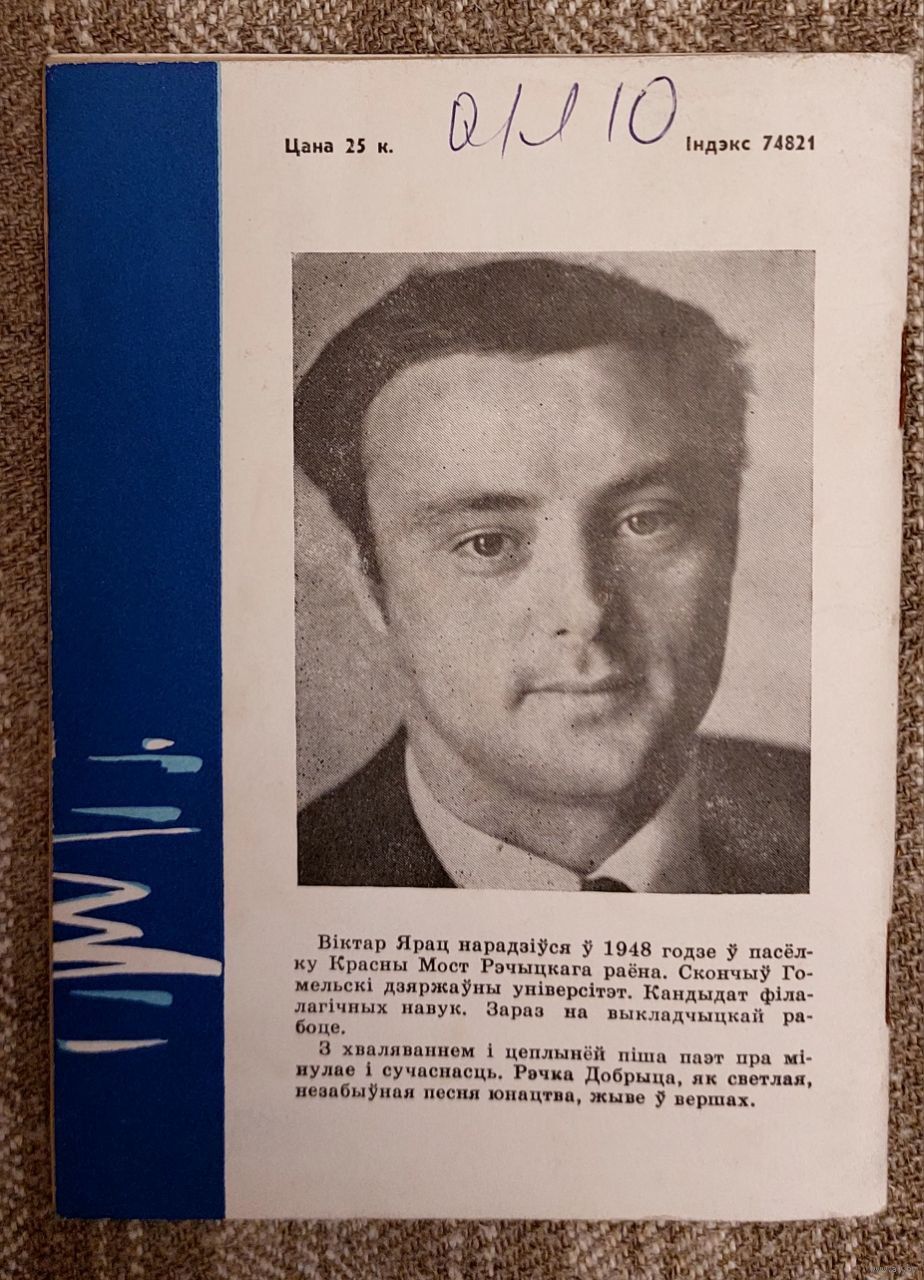 Цана 25 к.
10
Індэкс 74821
Віктар Ярац нарадзіўся ў 1948 годзе ў пасёл-
ку Красны Мост Рэчыцкага раёна. Скончыў Го-
мельскі дзяржаўны універсітэт. Кандыдат філа-
лагічных навук. Зараз на выкладчыцкай ра-
боце.
З хваляваннем і цеплынёй піша паэт пра мі-
нулае і сучаснасць. Рэчка Добрыца, як светлая,
незабыўная песня юнацтва, жыве ў вершах.